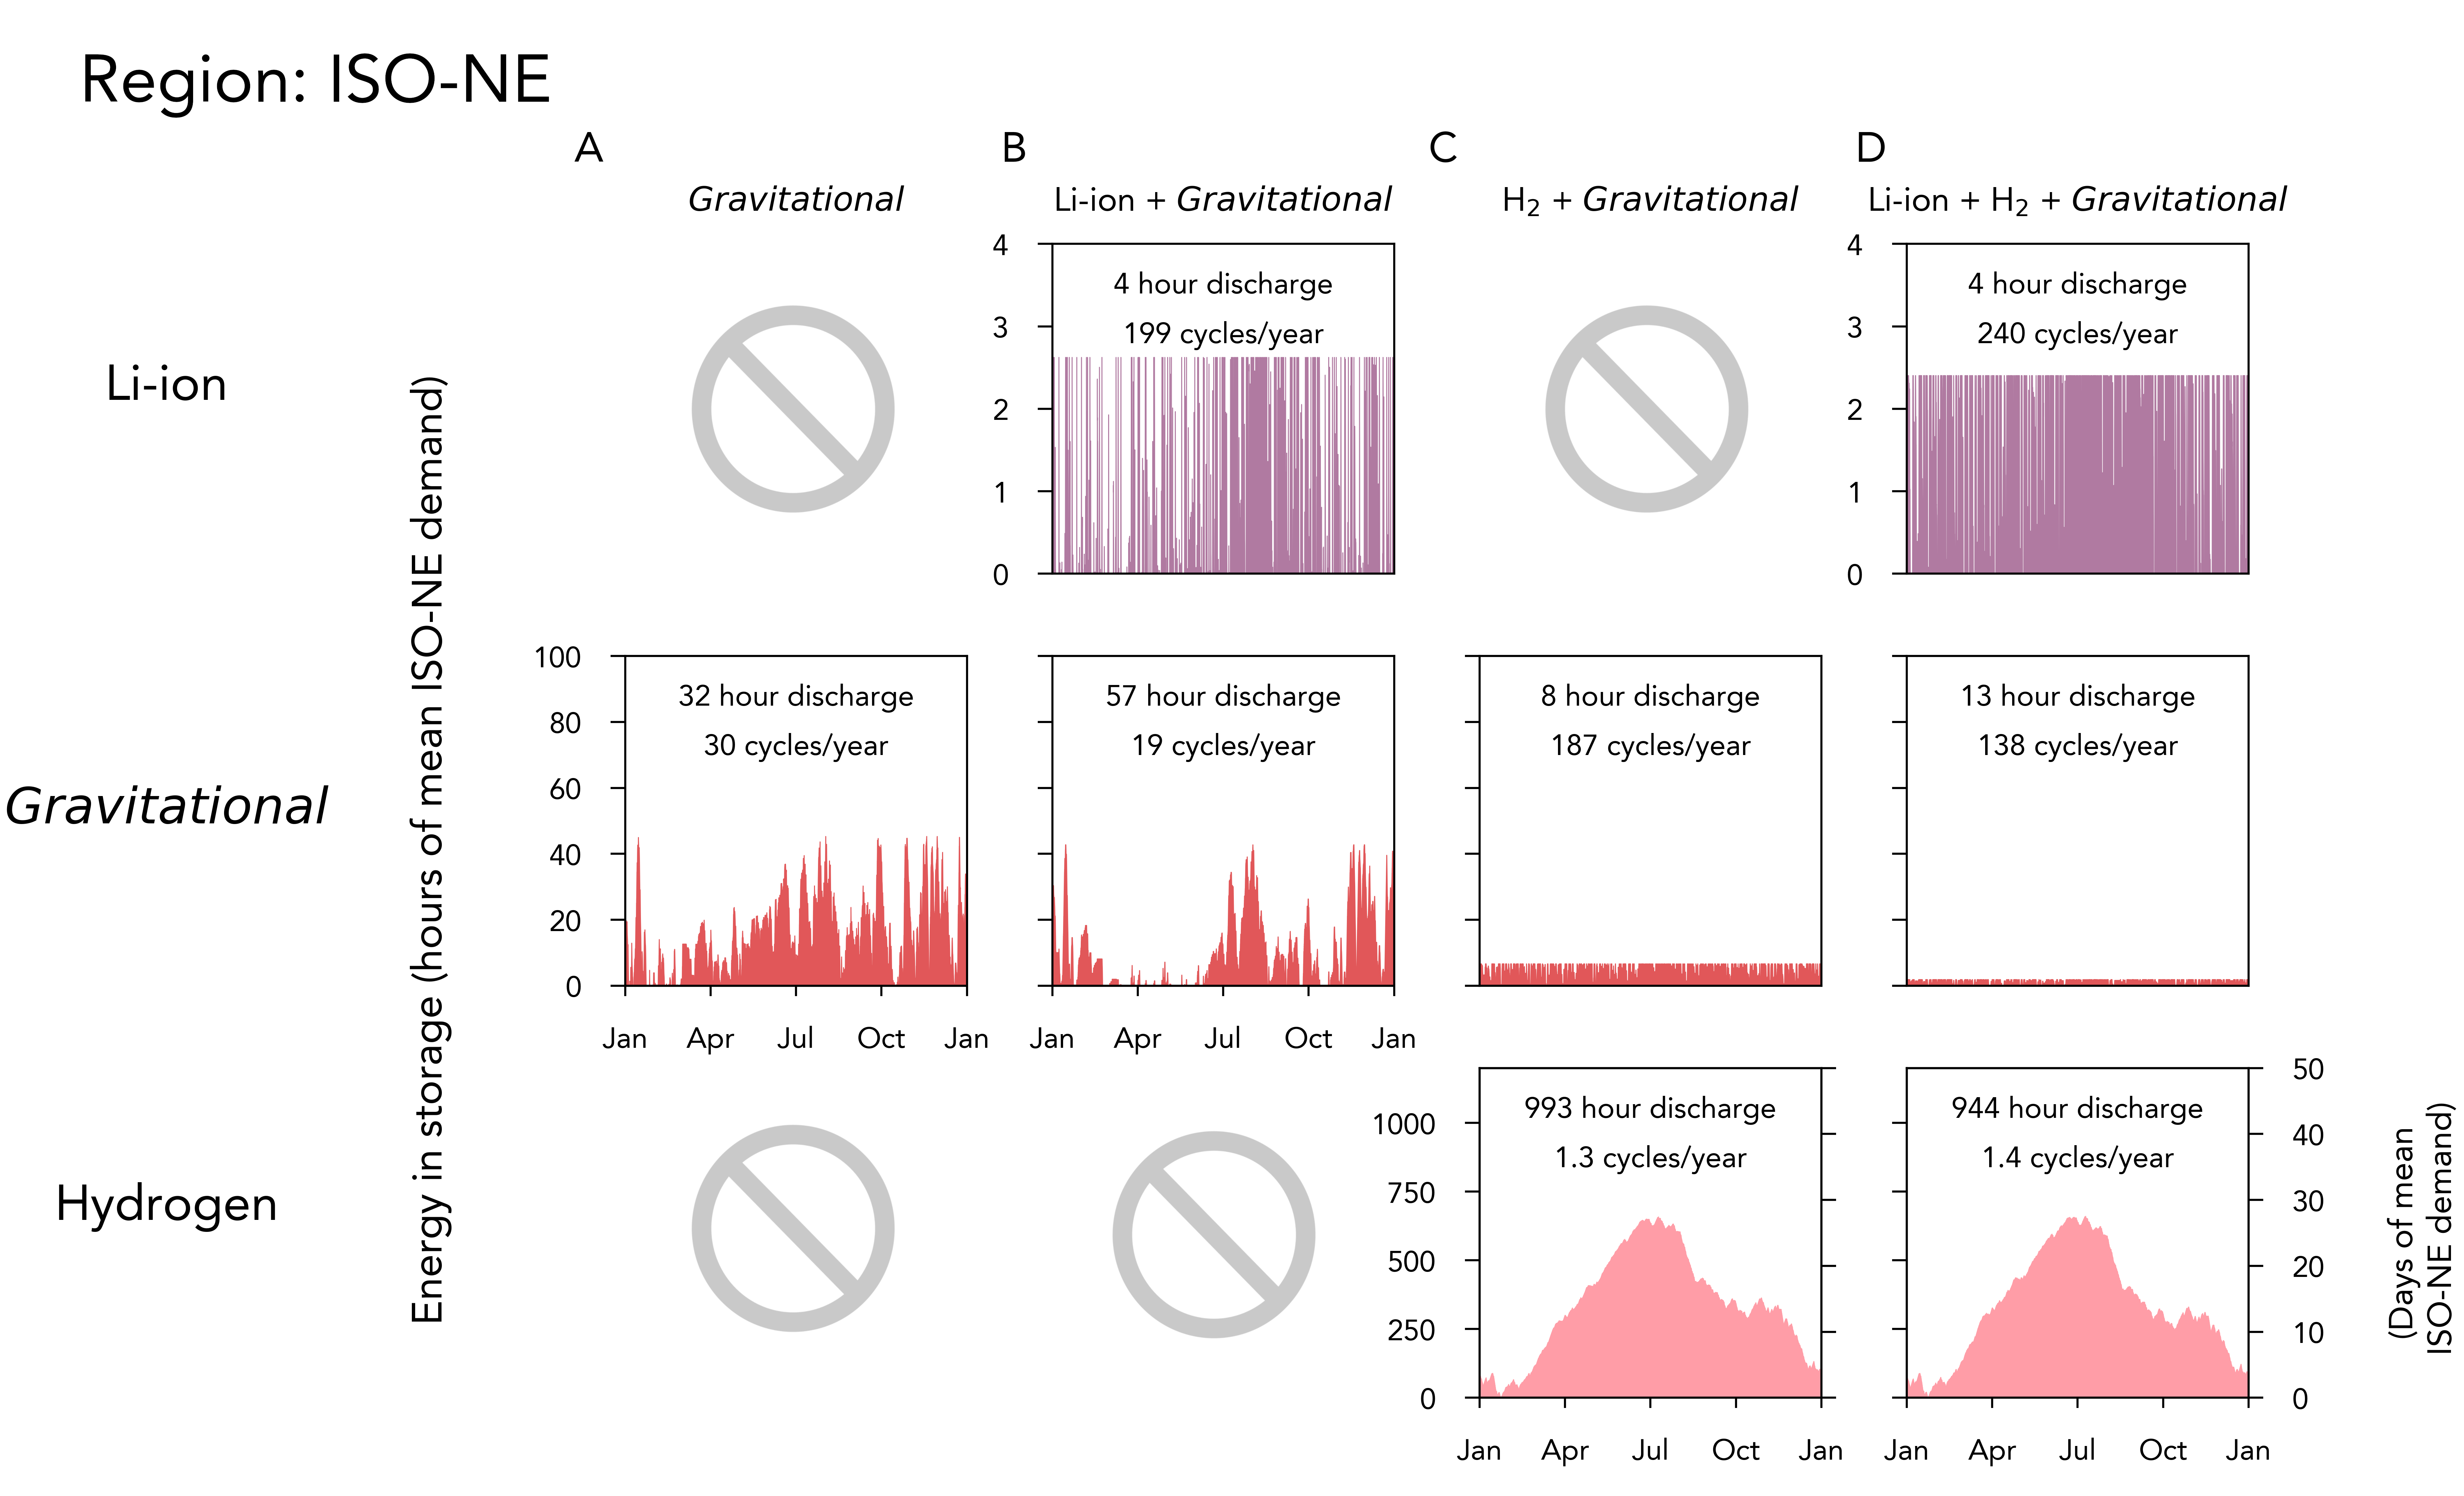 Region: ISO-NE
A
B
C
D
Gravitational
Li-ion + Gravitational
H₂ + Gravitational
Li-ion + H₂ + Gravitational
Li-ion
Gravitational
Hydrogen
Energy in storage (hours of mean ISO-NE demand)
4
3
2
1
0
4 hour discharge
199 cycles/year
4
3
2
1
0
4 hour discharge
240 cycles/year
100
80
60
40
20
0
32 hour discharge
30 cycles/year
Jan Apr Jul Oct Jan
57 hour discharge
19 cycles/year
Jan Apr Jul Oct Jan
8 hour discharge
187 cycles/year
13 hour discharge
138 cycles/year
1000
750
500
250
0
993 hour discharge
1.3 cycles/year
Jan Apr Jul Oct Jan
944 hour discharge
1.4 cycles/year
Jan Apr Jul Oct Jan
50
40
30
20
10
0
(Days of mean
ISO-NE demand)